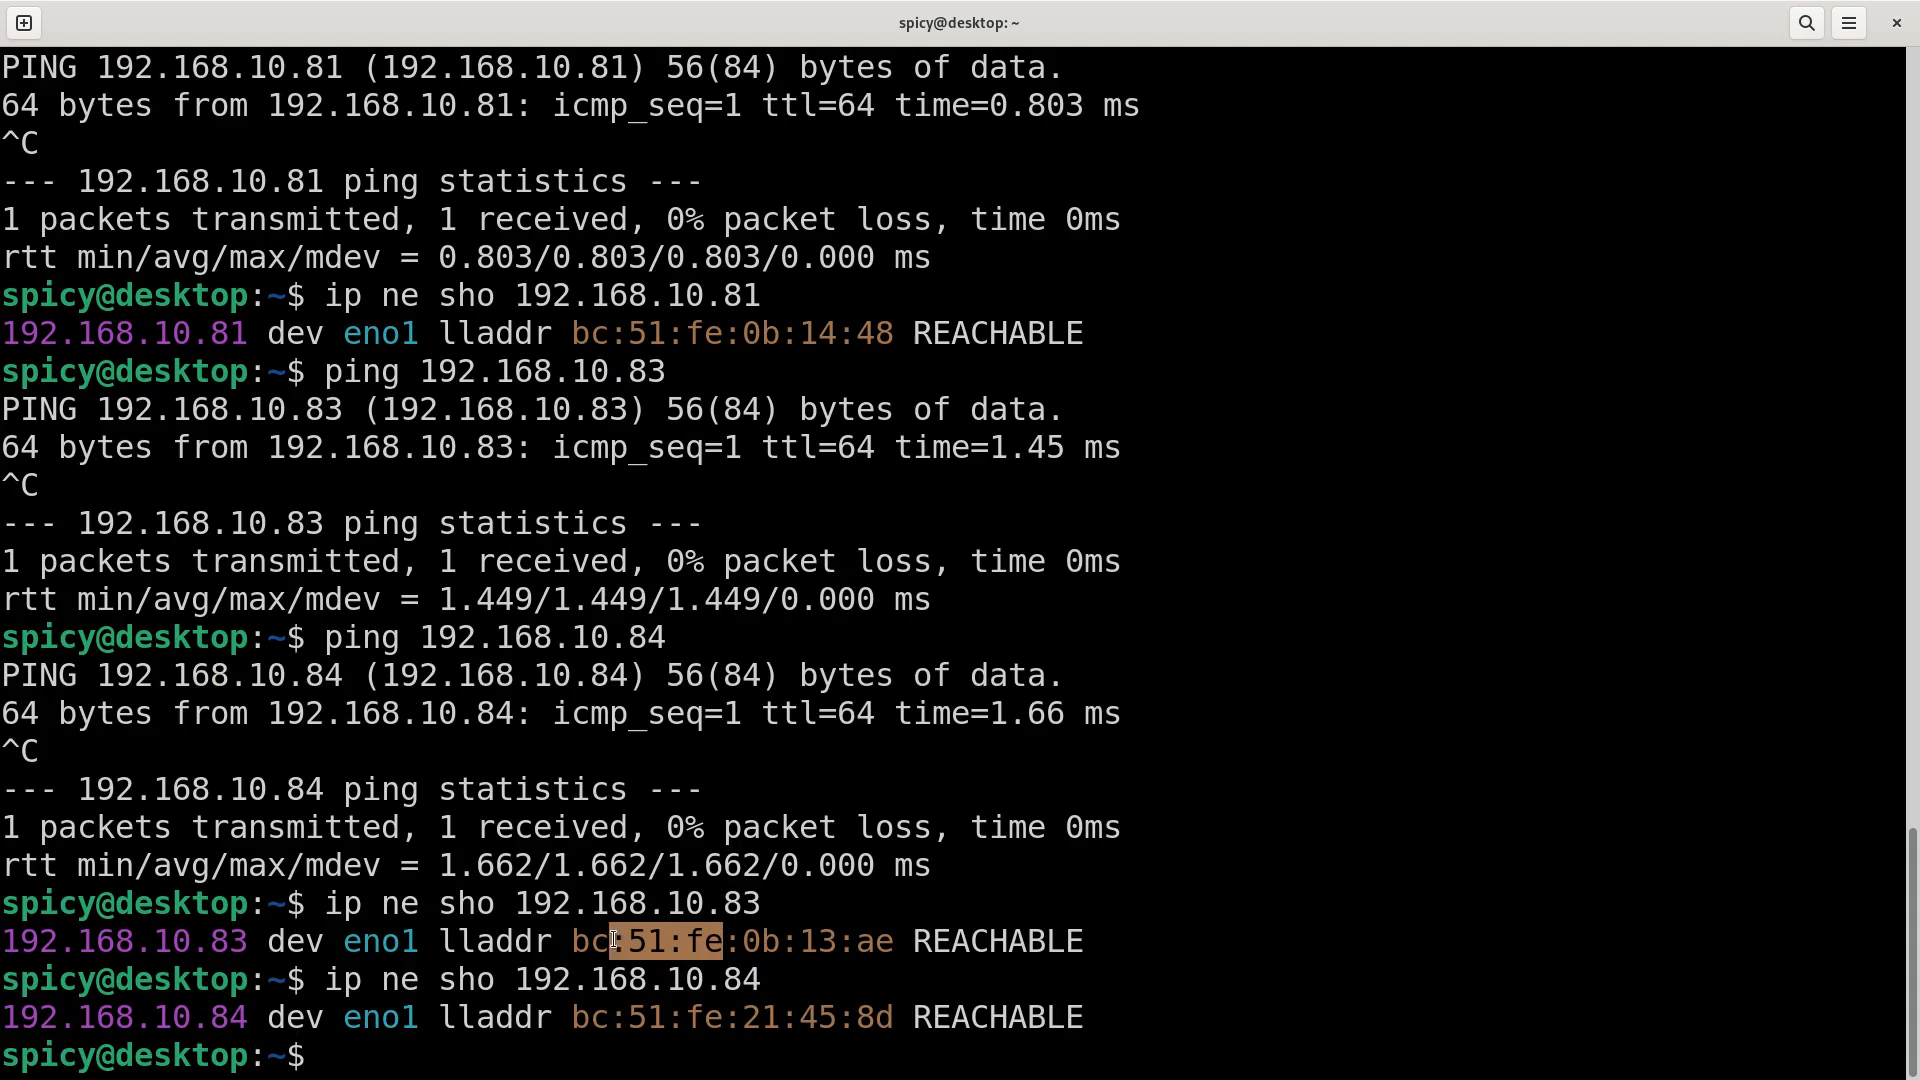 spicy@desktop: ~
PING 192.168.10.81 (192.168.10.81) 56(84) bytes of data.
64 bytes from 192.168.10.81: icmp_seq=1 ttl=64 time=0.803 ms
^C
--- 192.168.10.81 ping statistics ---
1 packets transmitted, 1 received, 0% packet loss, time 0ms
rtt min/avg/max/mdev = 0.803/0.803/0.803/0.000 ms
spicy@desktop:~$ ip ne sho 192.168.10.81
192.168.10.81 dev eno1 lladdr bc:51:fe:0b:14:48 REACHABLE
spicy@desktop:~$ ping 192.168.10.83
PING 192.168.10.83 (192.168.10.83) 56(84) bytes of data.
64 bytes from 192.168.10.83: icmp_seq=1 ttl=64 time=1.45 ms
^C
--- 192.168.10.83 ping statistics ---
1 packets transmitted, 1 received, 0% packet loss, time 0ms
rtt min/avg/max/mdev = 1.449/1.449/1.449/0.000 ms
spicy@desktop:~$ ping 192.168.10.84
PING 192.168.10.84 (192.168.10.84) 56(84) bytes of data.
64 bytes from 192.168.10.84: icmp_seq=1 ttl=64 time=1.66 ms
^C
--- 192.168.10.84 ping statistics ---
1 packets transmitted, 1 received, 0% packet loss, time 0ms
rtt min/avg/max/mdev = 1.662/1.662/1.662/0.000 ms
spicy@desktop:~$ ip ne sho 192.168.10.83
192.168.10.83 dev eno1 lladdr bc:51:fe:0b:13:ae REACHABLE
spicy@desktop:~$ ip ne sho 192.168.10.84
192.168.10.84 dev eno1 lladdr bc:51:fe:21:45:8d REACHABLE
spicy@desktop:~$